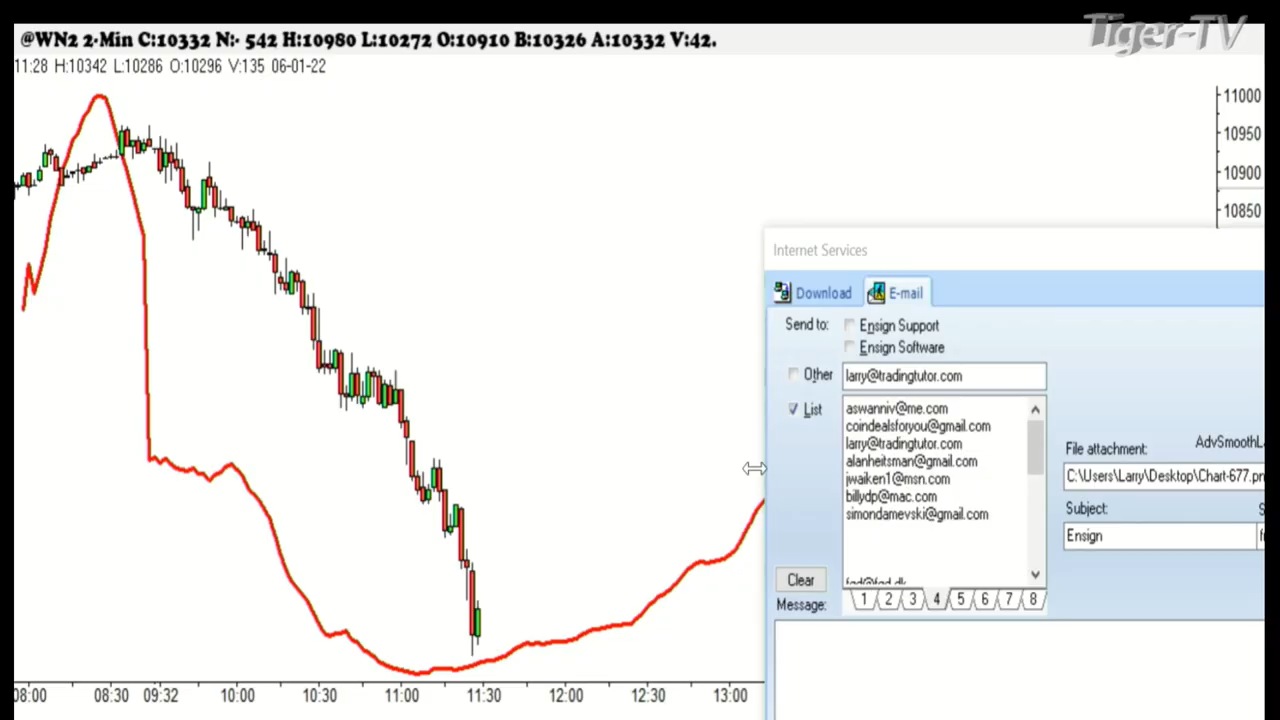 Tiger-TV
@WN2 2-Min C:10332 N:- 542 H:10980 L:10272 O:10910 B:10326 A:10332 V:42.
11:28 H:10342 L:10286 O:10296 V:135 06-01-22
11000
10950
10900
10850
Internet Services
Download E-mail
Send to: Ensign Support
Ensign Software
Other larry@tradingtutor.com
List
aswanniv@me.com
coindealsforyou@gmail.com
larry@tradingtutor.com
alanheitsman@gmail.com
jwaiken1@msn.com
billydp@mac.com
simondamevski@gmail.com
File attachment:
C:\Users\Larry\Desktop\Chart-677.pn
Subject:
Ensign
Clear
1 2 3 4 5 6 7 8
Message:
08:00 08:30 09:32 10:00 10:30 11:00 11:30 12:00 12:30 13:00